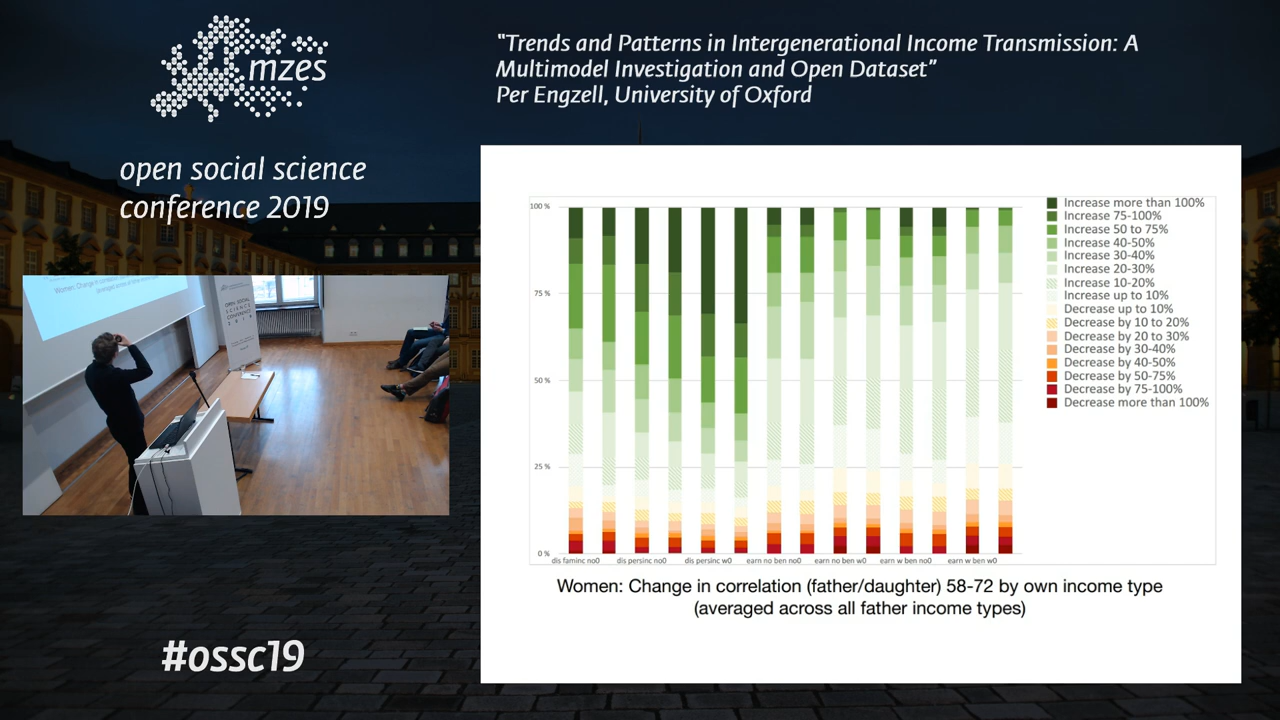 mzes
open social science
conference 2019
"Trends and Patterns in Intergenerational Income Transmission: A
Multimodel Investigation and Open Dataset"
Per Engzell, University of Oxford
OPEN SOCIAL
SCIENCE
CONFERENCE
2019
#ossc19
100 %
75 %
50 %
25 %
0 %
dis faminc no0
dis persinc no0
dis persinc w0
earn no ben no0
earn no ben w0
earn w ben no0
earn w ben w0
Increase more than 100%
Increase 75-100%
Increase 50 to 75%
Increase 40-50%
Increase 30-40%
Increase 20-30%
Increase 10-20%
Increase up to 10%
Decrease up to 10%
Decrease by 10 to 20%
Decrease by 20 to 30%
Decrease by 30-40%
Decrease by 40-50%
Decrease by 50-75%
Decrease by 75-100%
Decrease more than 100%
Women: Change in correlation (father/daughter) 58-72 by own income type
(averaged across all father income types)